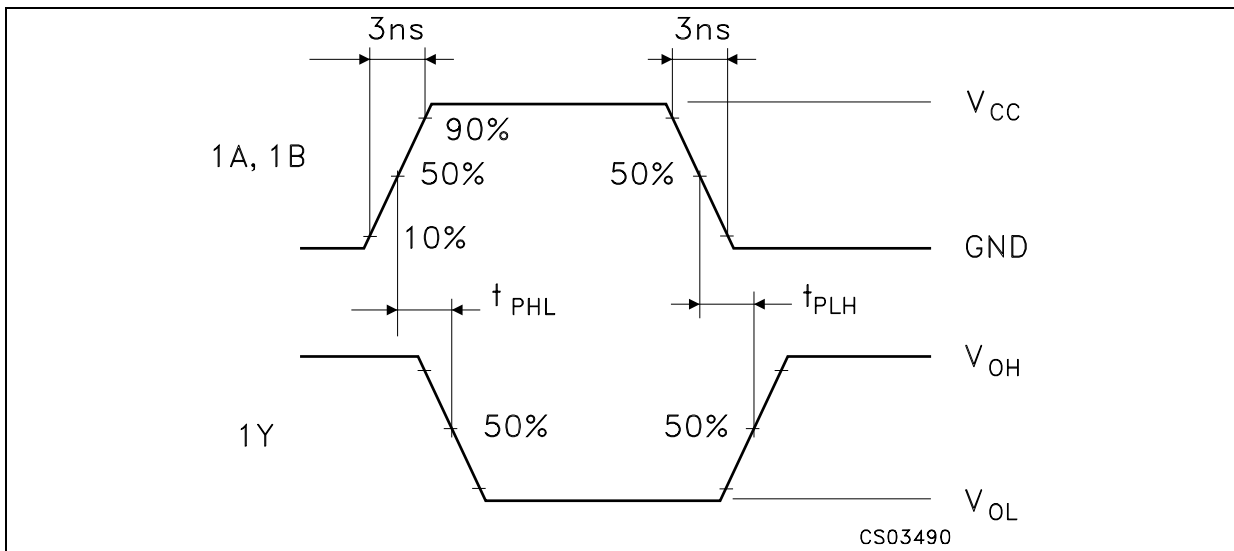 3ns 3ns
V_CC
90%
1A, 1B 50% 50%
10% GND
t_PHL t_PLH
V_OH
1Y 50% 50%
V_OL
CS03490